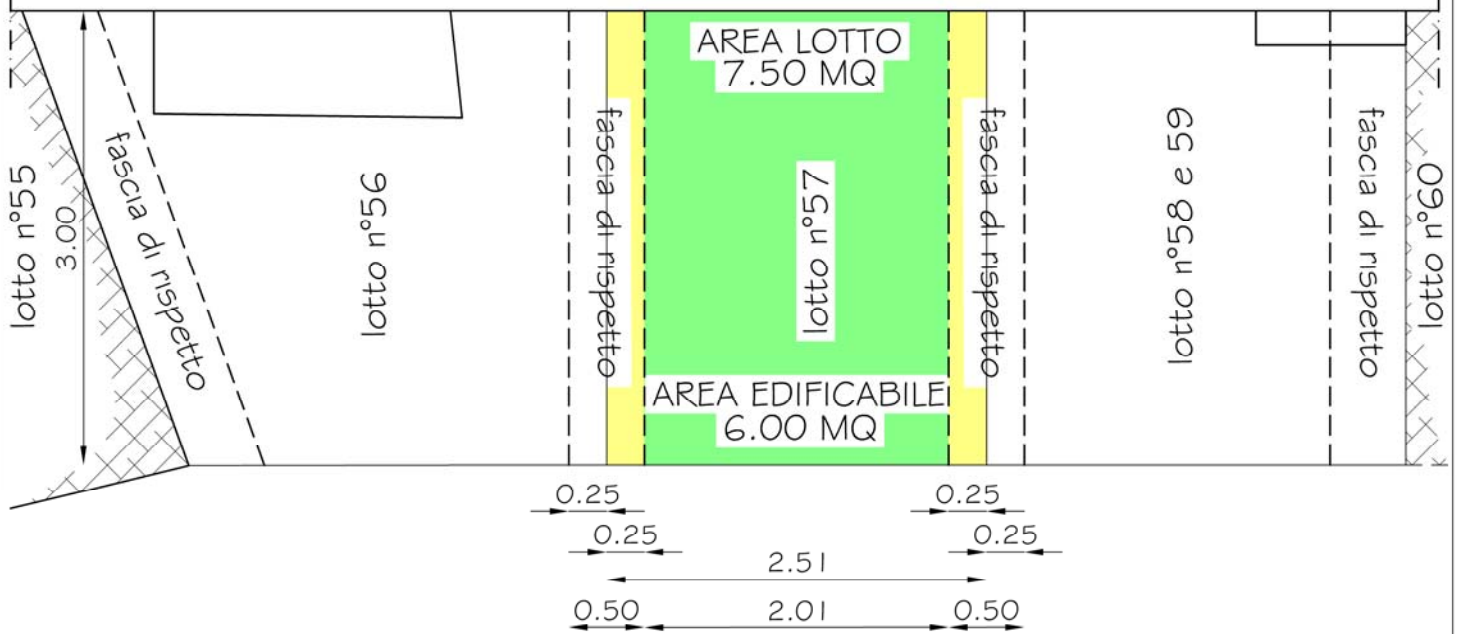 AREA LOTTO
7.50 MQ
lotto n°55
3.00
fascia di rispetto
lotto n°56
fascia di rispetto
lotto n°57
fascia di rispetto
lotto n°58 e 59
fascia di rispetto
lotto n°60
AREA EDIFICABILE
6.00 MQ
0.25
0.25
0.25
0.25
2.51
0.50
2.01
0.50